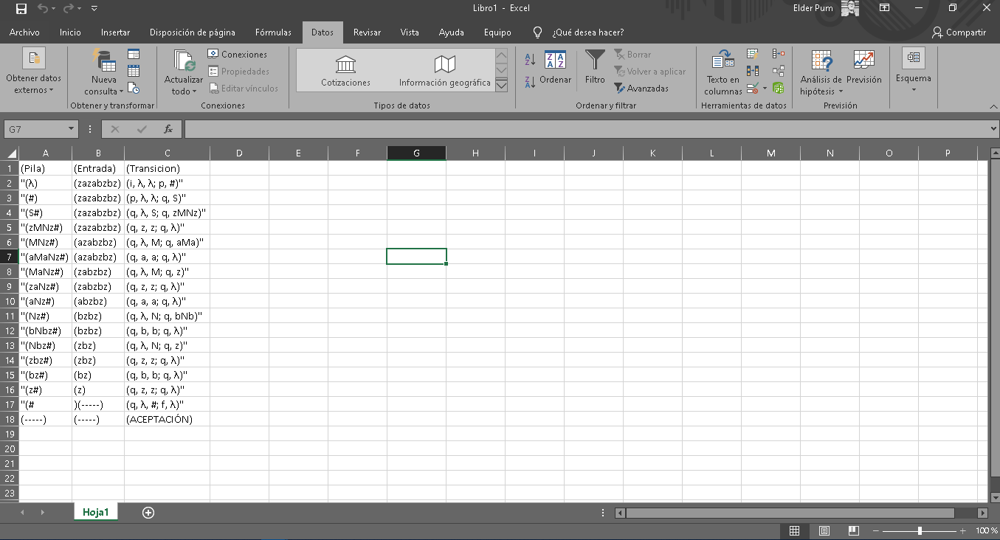 Libro1 - Excel
Elder Pum
Archivo Inicio Insertar Disposición de página Fórmulas Datos Revisar Vista Ayuda Equipo ¿Qué desea hacer? Compartir
Obtener datos externos
Nueva consulta
Obtener y transformar
Actualizar todo
Conexiones
Propiedades
Editar vínculos
Conexiones
Cotizaciones
Información geográfica
Tipos de datos
Ordenar
Filtro
Borrar
Volver a aplicar
Avanzadas
Ordenar y filtrar
Texto en columnas
Herramientas de datos
Análisis de hipótesis
Previsión
Previsión
Esquema
G7 fx
A B C D E F G H I J K L M N O P
1 (Pila) (Entrada) (Transicion)
2 "(λ) (zazabzbz) (i, λ, λ; p, #)"
3 "(#) (zazabzbz) (p, λ, λ; q, S)"
4 "(S#) (zazabzbz) (q, λ, S; q, zMNz)"
5 "(zMNz#) (zazabzbz) (q, z, z; q, λ)"
6 "(MNz#) (azabzbz) (q, λ, M; q, aMa)"
7 "(aMaNz#) (azabzbz) (q, a, a; q, λ)"
8 "(MaNz#) (zabzbz) (q, λ, M; q, z)"
9 "(zaNz#) (zabzbz) (q, z, z; q, λ)"
10 "(aNz#) (abzbz) (q, a, a; q, λ)"
11 "(Nz#) (bzbz) (q, λ, N; q, bNb)"
12 "(bNbz#) (bzbz) (q, b, b; q, λ)"
13 "(Nbz#) (zbz) (q, λ, N; q, z)"
14 "(zbz#) (zbz) (q, z, z; q, λ)"
15 "(bz#) (bz) (q, b, b; q, λ)"
16 "(z#) (z) (q, z, z; q, λ)"
17 "(# )(-----) (q, λ, #; f, λ)"
18 (-----) (-----) (ACEPTACIÓN)
19
20
21
22
23
Hoja1
100 %